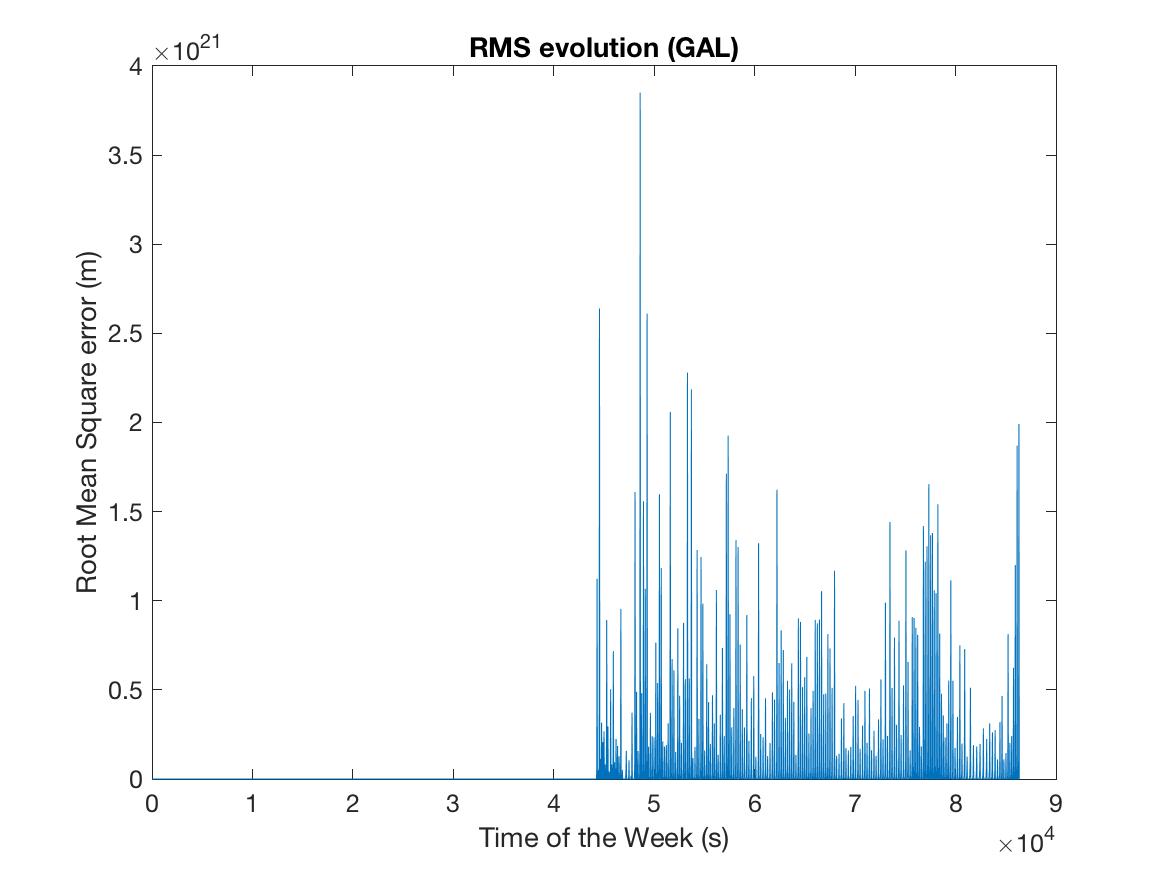 RMS evolution (GAL)
×10^21
4
3.5
3
2.5
2
1.5
1
0.5
0
Root Mean Square error (m)
0 1 2 3 4 5 6 7 8 9
Time of the Week (s)
×10^4